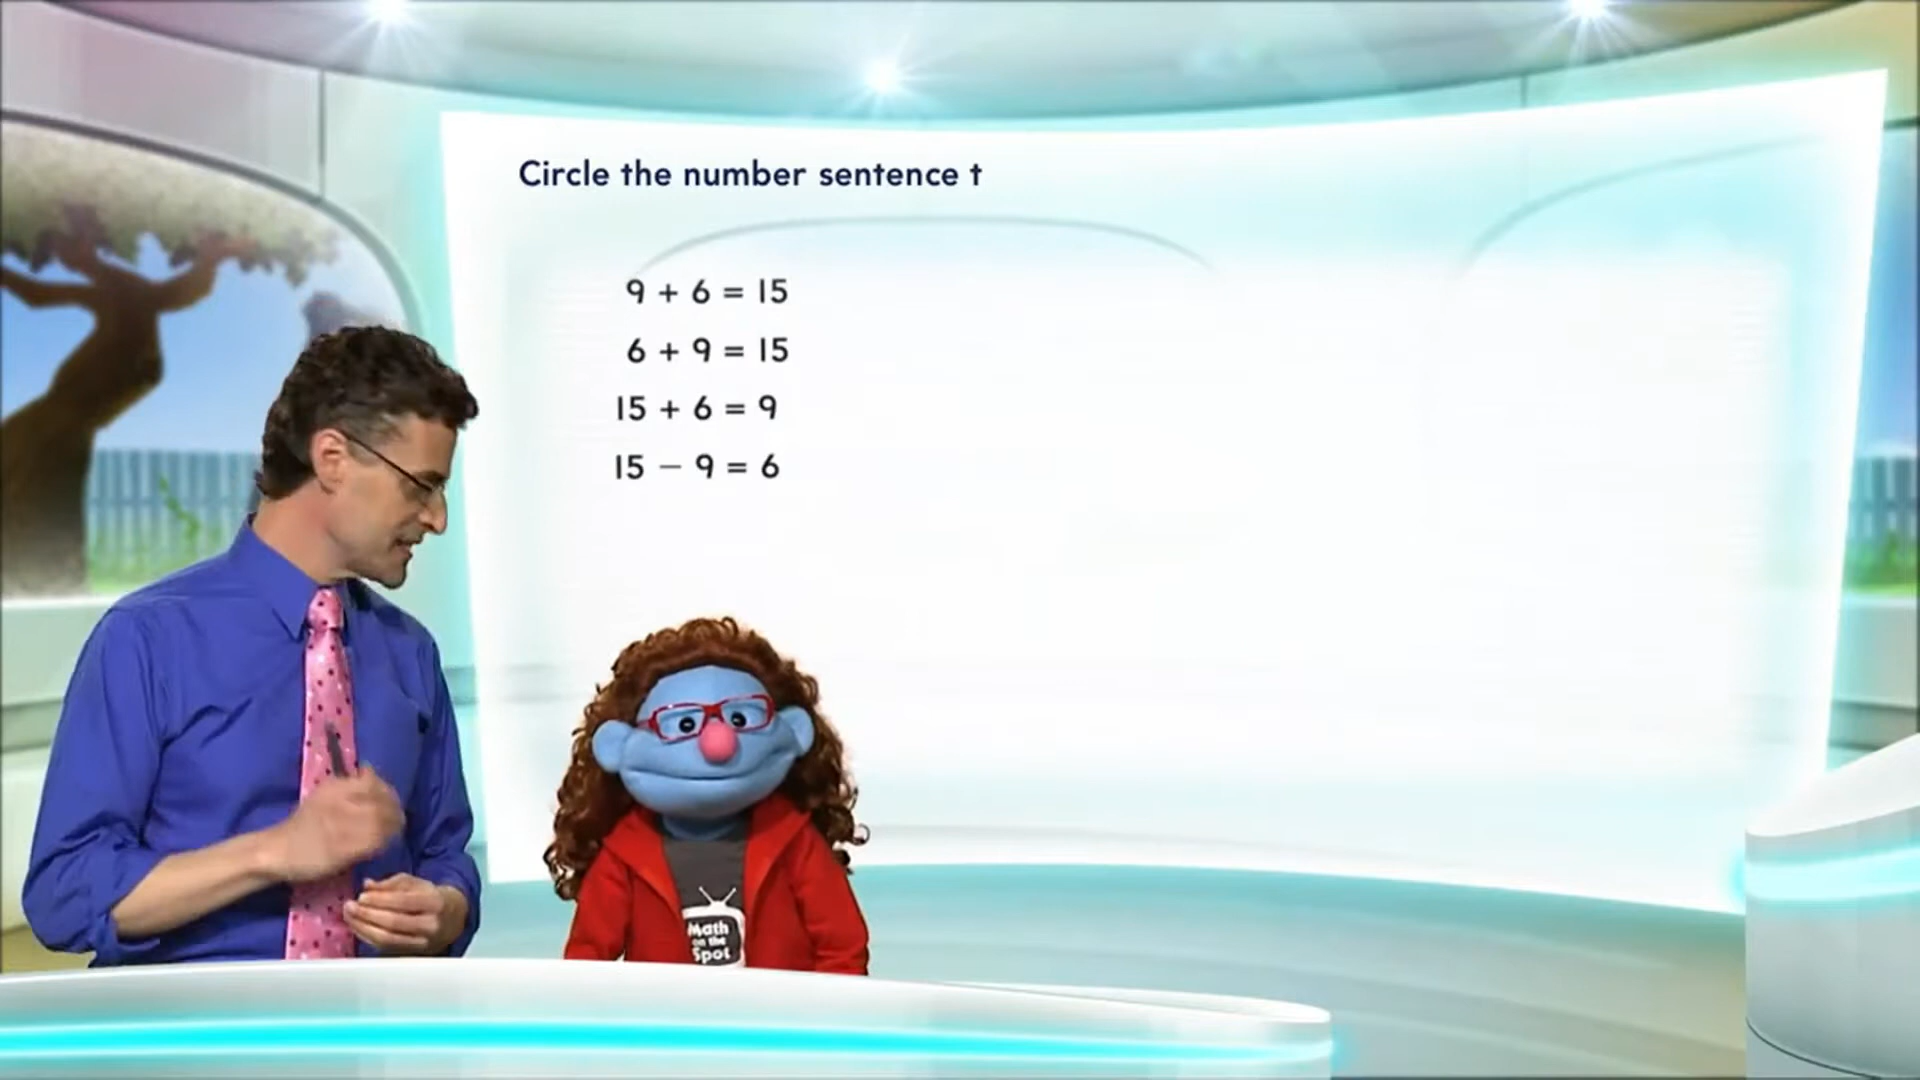 Circle the number sentence t
9 + 6 = 15
6 + 9 = 15
15 + 6 = 9
15 − 9 = 6
Math
on the
Spot